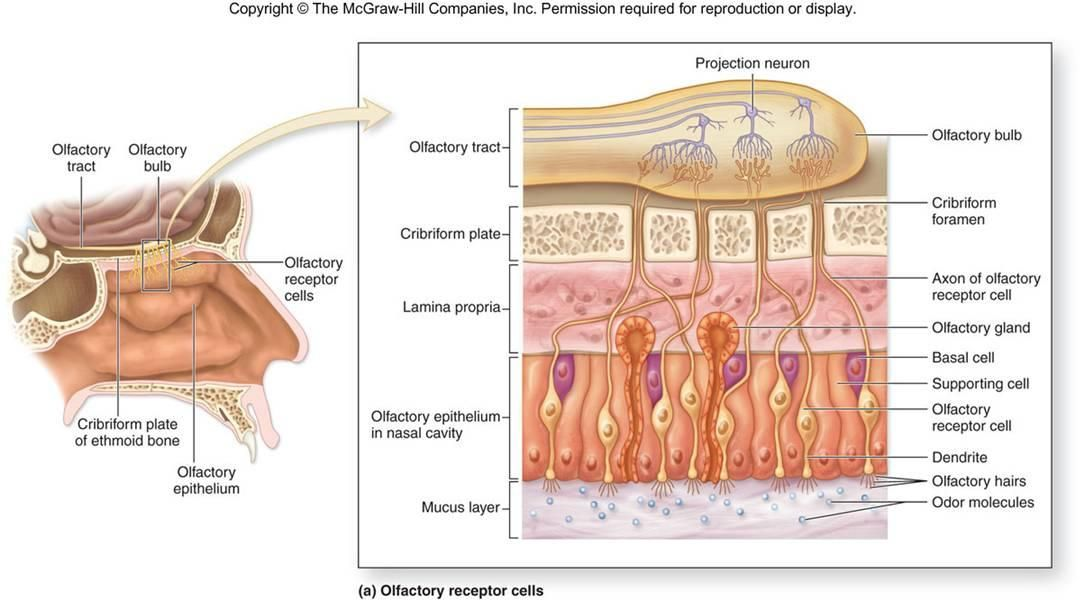 Copyright © The McGraw-Hill Companies, Inc. Permission required for reproduction or display.
Olfactory
tract
Olfactory
bulb
Olfactory
receptor
cells
Cribriform plate
of ethmoid bone
Olfactory
epithelium
Projection neuron
Olfactory tract
Cribriform plate
Lamina propria
Olfactory epithelium
in nasal cavity
Mucus layer
Olfactory bulb
Cribriform
foramen
Axon of olfactory
receptor cell
Olfactory gland
Basal cell
Supporting cell
Olfactory
receptor cell
Dendrite
Olfactory hairs
Odor molecules
(a) Olfactory receptor cells